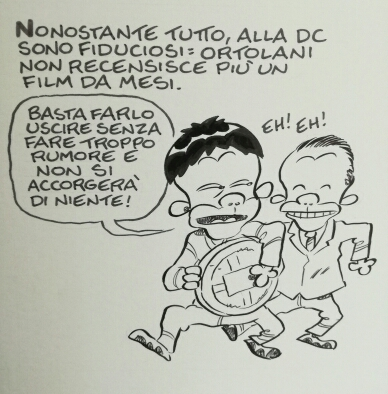 NONOSTANTE TUTTO, ALLA DC
SONO FIDUCIOSI: ORTOLANI
NON RECENSISCE PIÙ UN
FILM DA MESI.
BASTA FARLO
USCIRE SENZA
FARE TROPPO
RUMORE E
NON SI
ACCORGERÀ
DI NIENTE!
EH! EH!